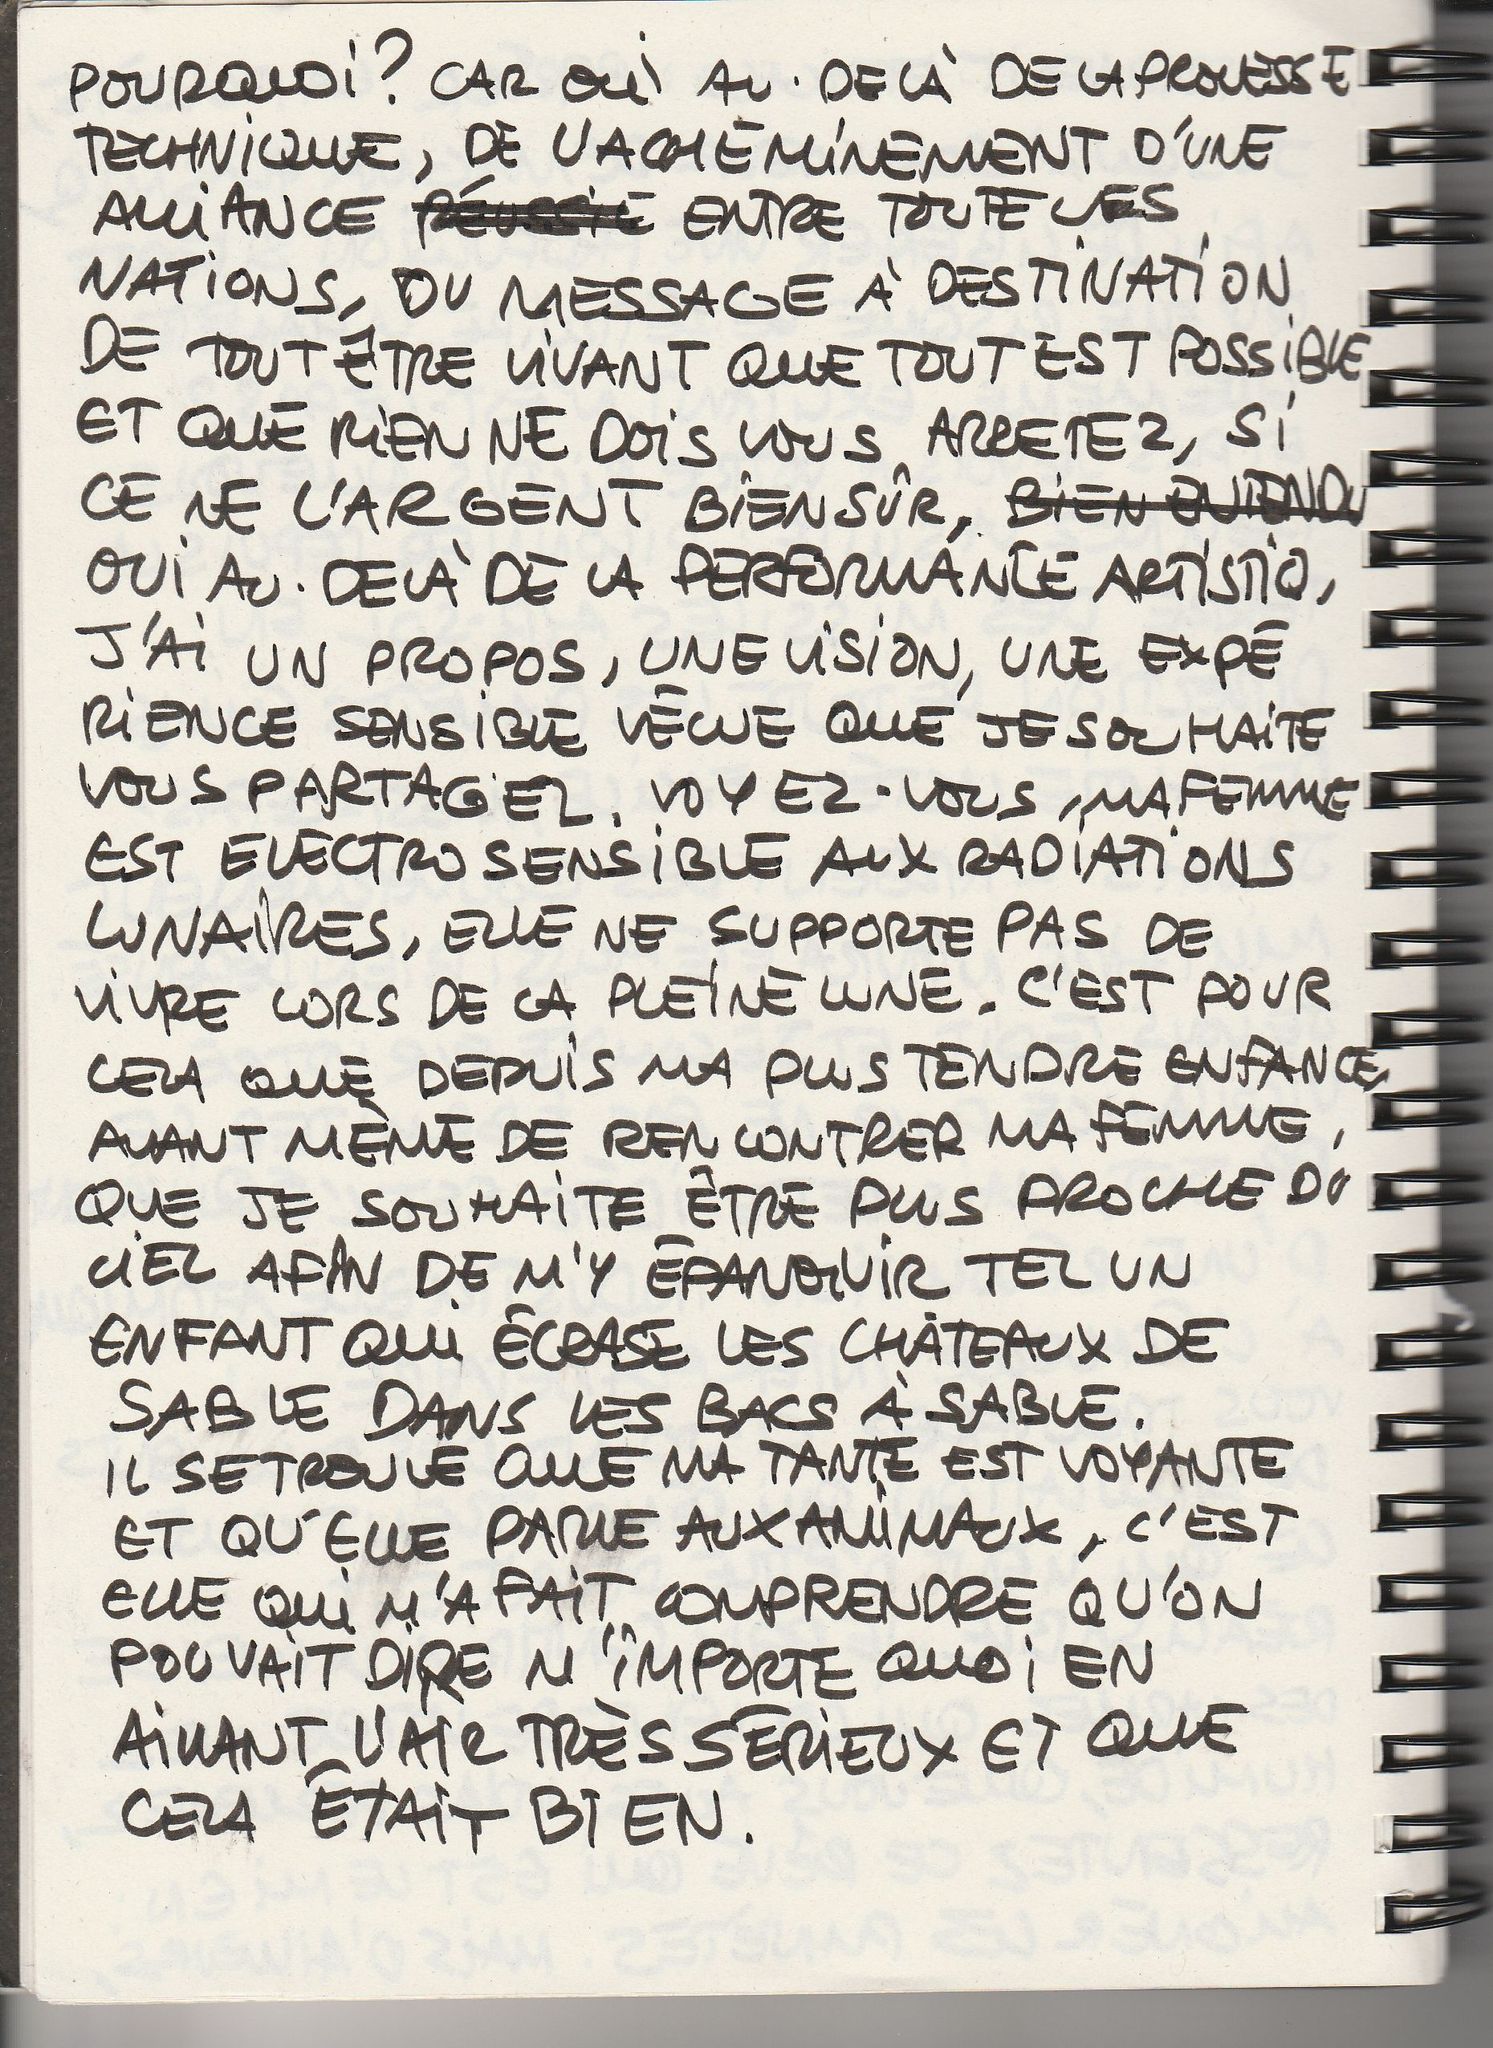 POURQUOI? CAR OUI AU-DELÀ DE LA PROUESSE
TECHNIQUE, DE L'ACHEMINEMENT D'UNE
ALLIANCE RÉUSSIE ENTRE TOUTE LES
NATIONS, DU MESSAGE À DESTINATION
DE TOUT ÊTRE VIVANT QUE TOUT EST POSSIBLE
ET QUE RIEN NE DOIS VOUS ARRETEZ, SI
CE NE L'ARGENT BIEN SÛR, BIEN ENTENDU
OUI AU-DELÀ DE LA PERFORMANCE ARTISTIQ,
J'AI UN PROPOS, UNE VISION, UNE EXPÉ
RIENCE SENSIBLE VÉCUE QUE JE SOUHAITE
VOUS PARTAGER. VOYEZ-VOUS, MA FEMME
EST ELECTROSENSIBLE AUX RADIATIONS
LUNAIRES, ELLE NE SUPPORTE PAS DE
VIVRE LORS DE LA PLEINE LUNE. C'EST POUR
CELA QUE DEPUIS MA PLUS TENDRE ENFANCE,
AVANT MÊME DE RENCONTRER MA FEMME,
QUE JE SOUHAITE ÊTRE PLUS PROCHE DU
CIEL AFIN DE M'Y ÉPANOUIR TEL UN
ENFANT QUI ÉCRASE LES CHÂTEAUX DE
SABLE DANS LES BACS À SABLE.
IL SE TROUVE QUE MA TANTE EST VOYANTE
ET QU'ELLE PARLE AUX ANIMAUX, C'EST
ELLE QUI M'A FAIT COMPRENDRE QU'ON
POUVAIT DIRE N'IMPORTE QUOI EN
AIYANT L'AIR TRÈS SÉRIEUX ET QUE
CELA ÉTAIT BIEN.